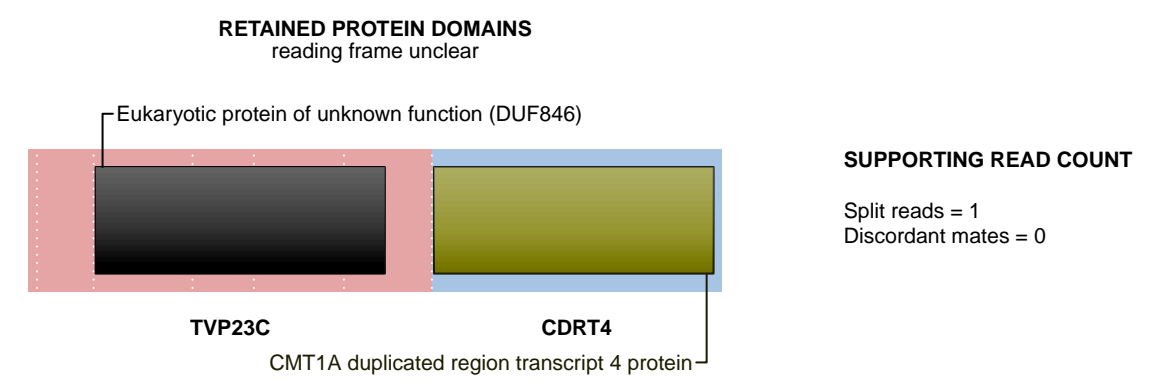 RETAINED PROTEIN DOMAINS
reading frame unclear
Eukaryotic protein of unknown function (DUF846)
SUPPORTING READ COUNT
Split reads = 1
Discordant mates = 0
TVP23C
CDRT4
CMT1A duplicated region transcript 4 protein